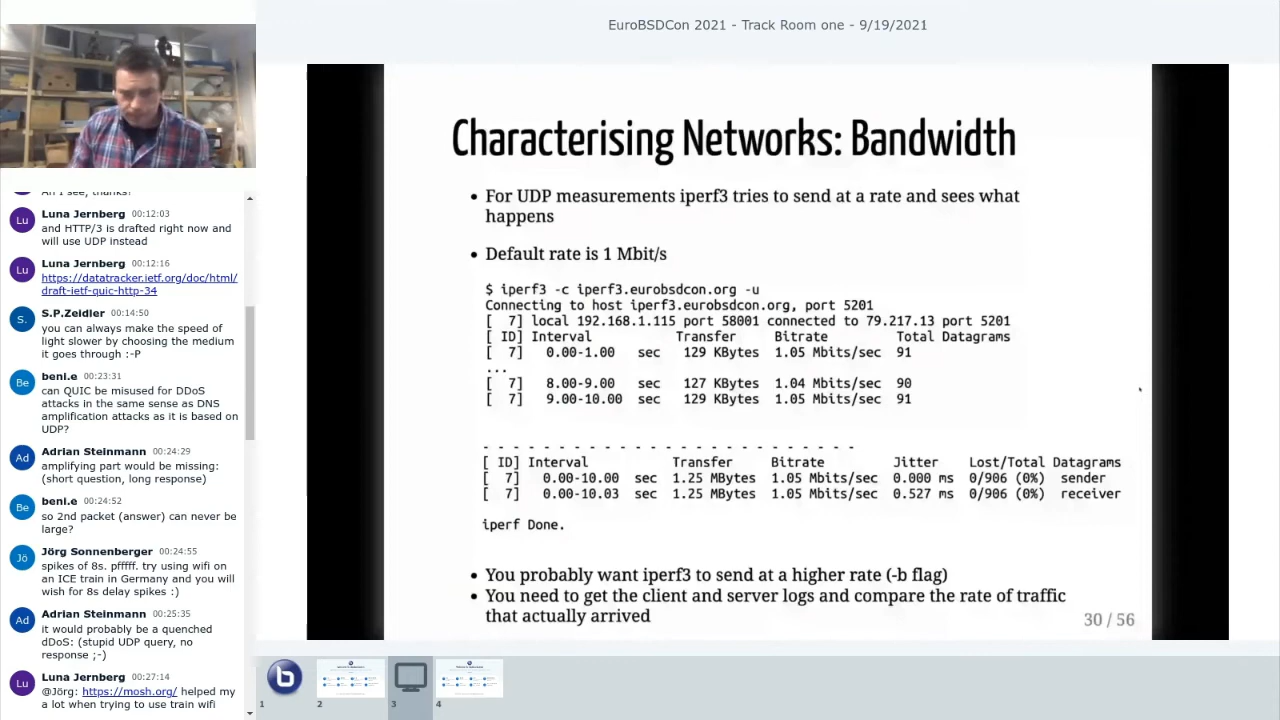 EuroBSDCon 2021 - Track Room one - 9/19/2021
Ah I see, thanks!
Lu
Luna Jernberg 00:12:03
and HTTP/3 is drafted right now and
will use UDP instead
Lu
Luna Jernberg 00:12:16
https://datatracker.ietf.org/doc/html/
draft-ietf-quic-http-34
S.
S.P.Zeidler 00:14:50
you can always make the speed of
light slower by choosing the medium
it goes through :-P
Be
beni.e 00:23:31
can QUIC be misused for DDoS
attacks in the same sense as DNS
amplification attacks as it is based on
UDP?
Ad
Adrian Steinmann 00:24:29
amplifying part would be missing:
(short question, long response)
Be
beni.e 00:24:52
so 2nd packet (answer) can never be
large?
Jö
Jörg Sonnenberger 00:24:55
spikes of 8s. pfffff. try using wifi on
an ICE train in Germany and you will
wish for 8s delay spikes :)
Ad
Adrian Steinmann 00:25:35
it would probably be a quenched
dDoS: (stupid UDP query, no
response ;-)
Lu
Luna Jernberg 00:27:14
@Jörg: https://mosh.org/ helped my
a lot when trying to use train wifi
Characterising Networks: Bandwidth
• For UDP measurements iperf3 tries to send at a rate and sees what
happens
• Default rate is 1 Mbit/s
$ iperf3 -c iperf3.eurobsdcon.org -u
Connecting to host iperf3.eurobsdcon.org, port 5201
[  7] local 192.168.1.115 port 58001 connected to 79.217.13 port 5201
[ ID] Interval Transfer Bitrate Total Datagrams
[  7] 0.00-1.00 sec 129 KBytes 1.05 Mbits/sec 91
...
[  7] 8.00-9.00 sec 127 KBytes 1.04 Mbits/sec 90
[  7] 9.00-10.00 sec 129 KBytes 1.05 Mbits/sec 91
- - - - - - - - - - - - - - - - - - - - - - - - -
[ ID] Interval Transfer Bitrate Jitter Lost/Total Datagrams
[  7] 0.00-10.00 sec 1.25 MBytes 1.05 Mbits/sec 0.000 ms 0/906 (0%) sender
[  7] 0.00-10.03 sec 1.25 MBytes 1.05 Mbits/sec 0.527 ms 0/906 (0%) receiver
iperf Done.
• You probably want iperf3 to send at a higher rate (-b flag)
• You need to get the client and server logs and compare the rate of traffic
that actually arrived
30 / 56
1
2
3
4